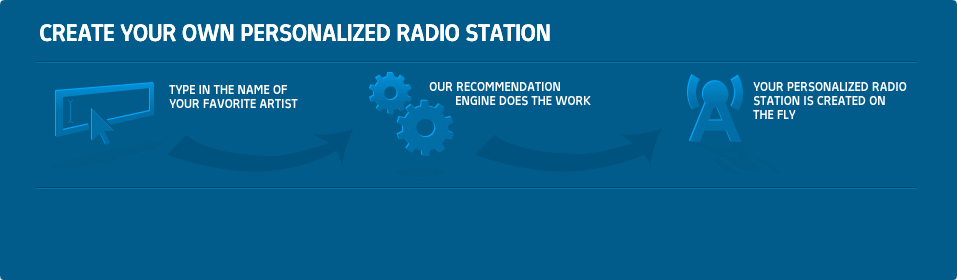 CREATE YOUR OWN PERSONALIZED RADIO STATION
TYPE IN THE NAME OF
YOUR FAVORITE ARTIST
OUR RECOMMENDATION
ENGINE DOES THE WORK
YOUR PERSONALIZED RADIO
STATION IS CREATED ON
THE FLY